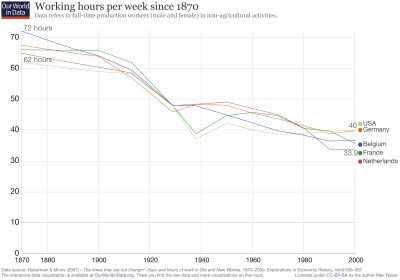 Our World
in Data
Working hours per week since 1870
Data refers to full-time production workers (male and female) in non-agricultural activities.
72 hours
62 hours
70
60
50
40
30
20
10
0
1870
1880
1900
1920
1940
1960
1980
2000
40
33.9
USA
Germany
Belgium
France
Netherlands
Data source: Huberman & Minns (2007) – The times they are not changin': Days and hours of work in Old and New Worlds, 1870–2000. Explorations in Economic History, 44(4):538–567
The interactive data visualisation is available at OurWorldinData.org. There you find the raw data and more visualisations on this topic.
Licensed under CC-BY-SA by the author Max Roser.